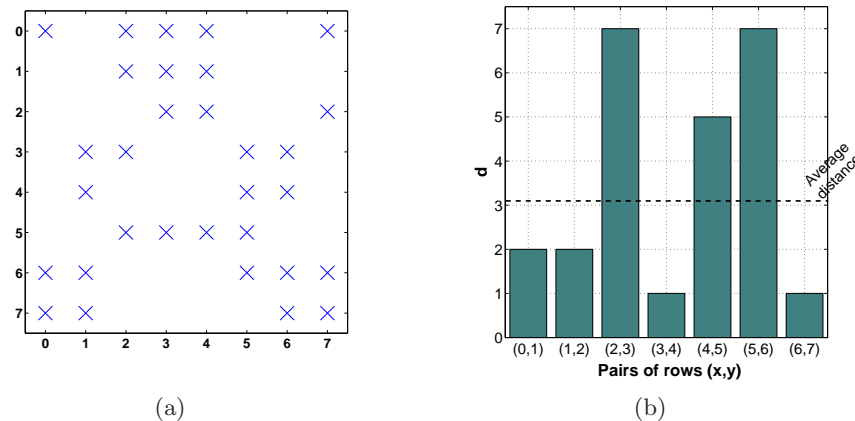 0
1
2
3
4
5
6
7
0 1 2 3 4 5 6 7
(a)
7
6
5
4
3
2
1
0
d
Average
distance
(0,1) (1,2) (2,3) (3,4) (4,5) (5,6) (6,7)
Pairs of rows (x,y)
(b)